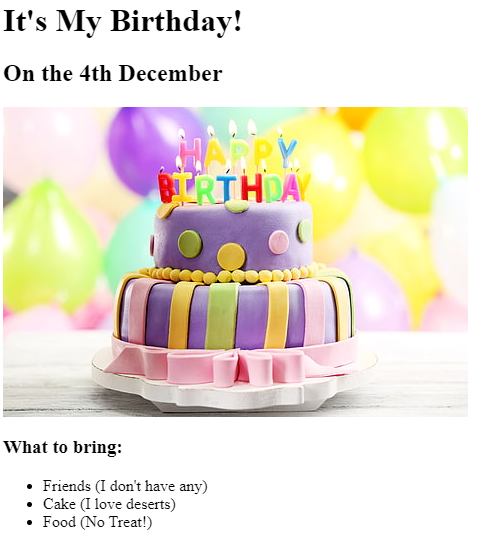 It's My Birthday!
On the 4th December
HAPPY
BIRTHDAY
What to bring:
Friends (I don't have any)
Cake (I love deserts)
Food (No Treat!)